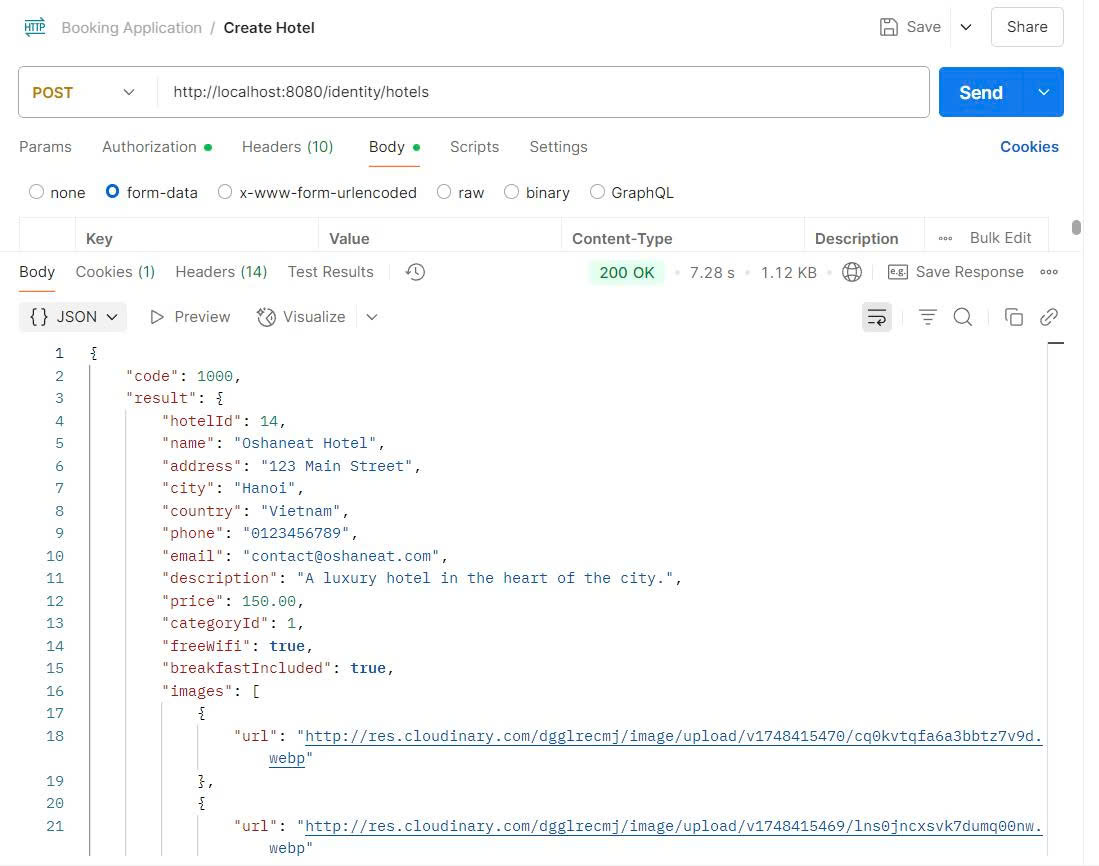 HTTP Booking Application / Create Hotel Save Share
POST http://localhost:8080/identity/hotels Send
Params Authorization Headers (10) Body Scripts Settings Cookies
none form-data x-www-form-urlencoded raw binary GraphQL
Key Value Content-Type Description Bulk Edit
Body Cookies (1) Headers (14) Test Results 200 OK 7.28 s 1.12 KB e.g. Save Response
{} JSON Preview Visualize
1 {
2 "code": 1000,
3 "result": {
4 "hotelId": 14,
5 "name": "Oshaneat Hotel",
6 "address": "123 Main Street",
7 "city": "Hanoi",
8 "country": "Vietnam",
9 "phone": "0123456789",
10 "email": "contact@oshaneat.com",
11 "description": "A luxury hotel in the heart of the city.",
12 "price": 150.00,
13 "categoryId": 1,
14 "freeWifi": true,
15 "breakfastIncluded": true,
16 "images": [
17 {
18 "url": "http://res.cloudinary.com/dgglrecmj/image/upload/v1748415470/cq0kvtqfa6a3bbtz7v9d.
webp"
19 },
20 {
21 "url": "http://res.cloudinary.com/dgglrecmj/image/upload/v1748415469/lns0jncxsvk7dumq00nw.
webp"